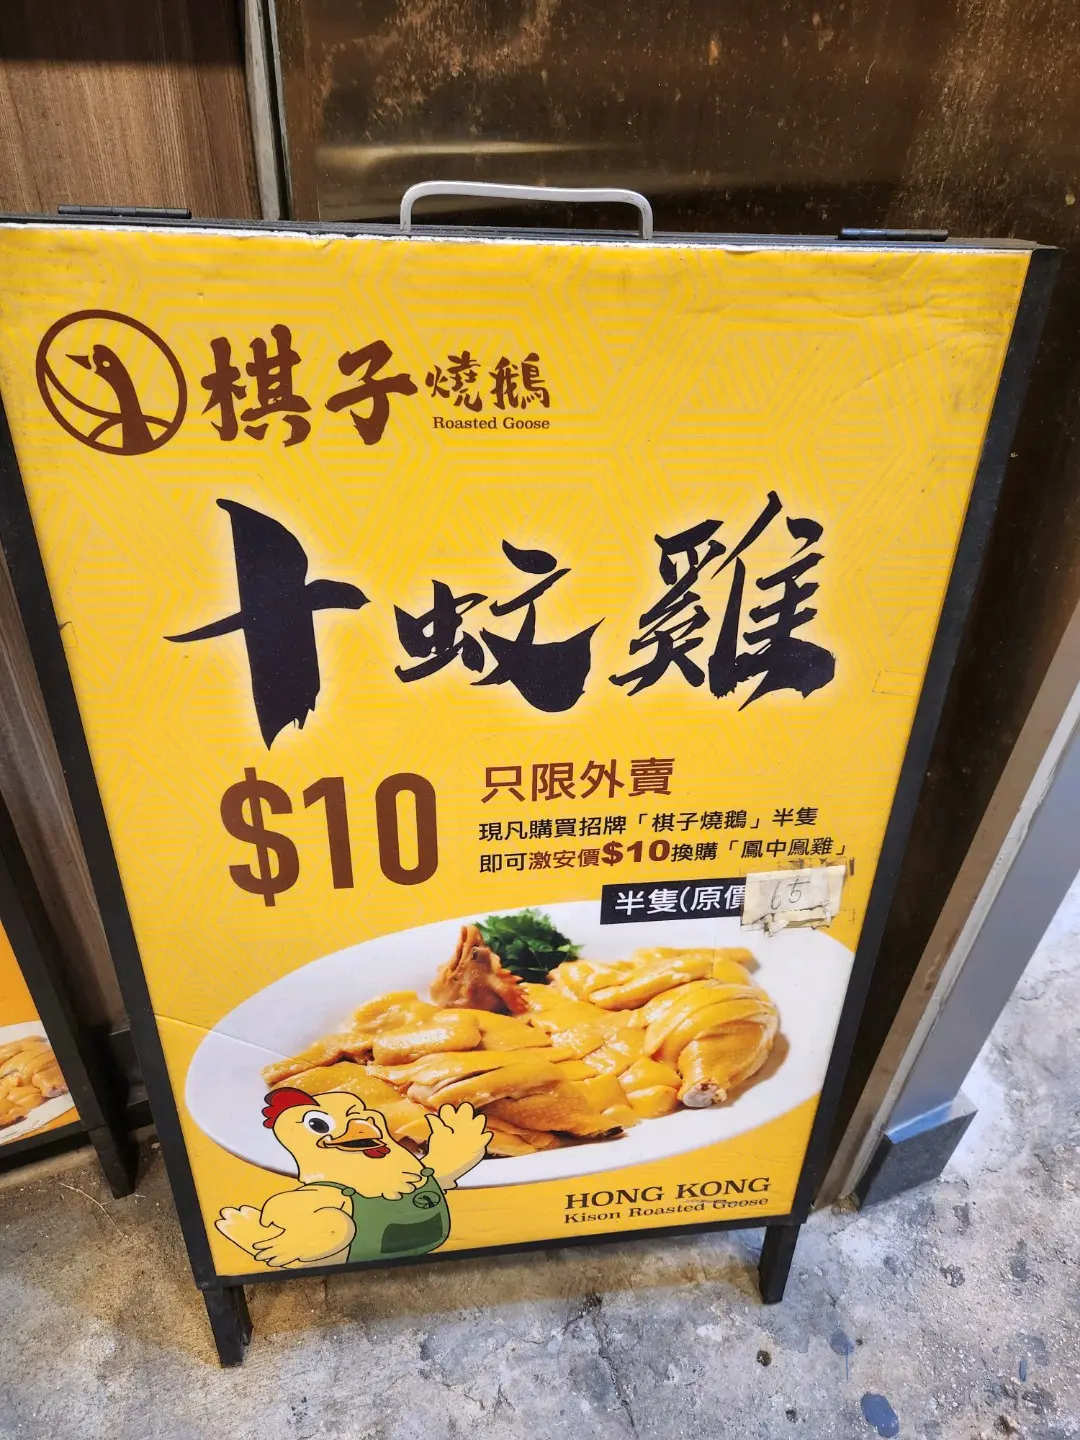 棋子燒鵝
Roasted Goose
十蚊雞
$10
只限外賣
現凡購買招牌「棋子燒鵝」半隻
即可激安價$10換購「鳳中鳳雞」
半隻(原價 65
HONG KONG
Kison Roasted Goose